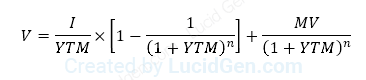 V = I/YTM × [1 − 1/(1 + YTM)^n] + MV/(1 + YTM)^n
Created by LucidGen.com